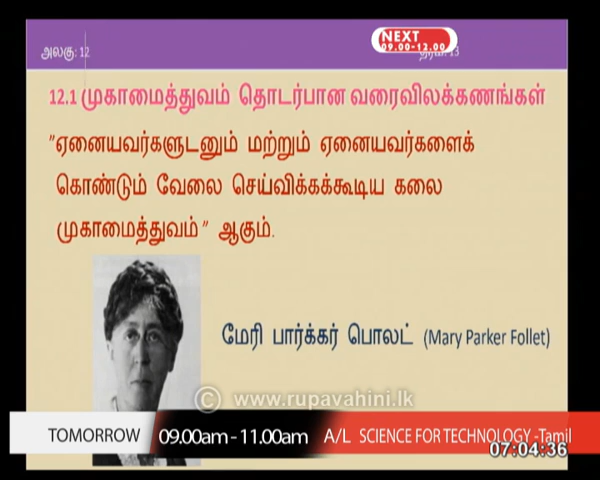 NEXT
09.00-12.00
அலகு: 12
12.1 முகாமைத்துவம் தொடர்பான வரைவிலக்கணங்கள்
"ஏனையவர்களுடனும் மற்றும் ஏனையவர்களைக்
கொண்டும் வேலை செய்விக்கக்கூடிய கலை
முகாமைத்துவம்" ஆகும்.
மேரி பார்க்கர் பொலட் (Mary Parker Follet)
© www.rupavahini.lk
TOMORROW 09.00am - 11.00am A/L SCIENCE FOR TECHNOLOGY -Tamil
07:04:36